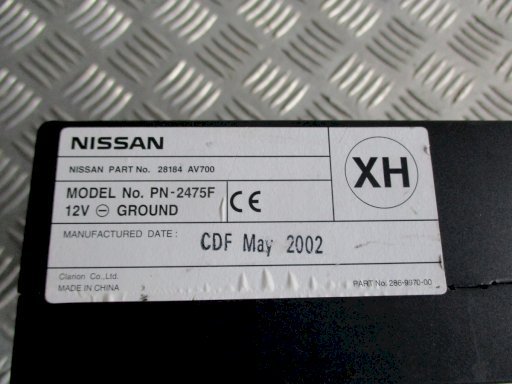 NISSAN
NISSAN PART No. 28184 AV700
XH
MODEL No. PN-2475F
12V ⊖ GROUND
CE
MANUFACTURED DATE : CDF May 2002
Clarion Co., Ltd.
MADE IN CHINA
PART No. 286-9970-00